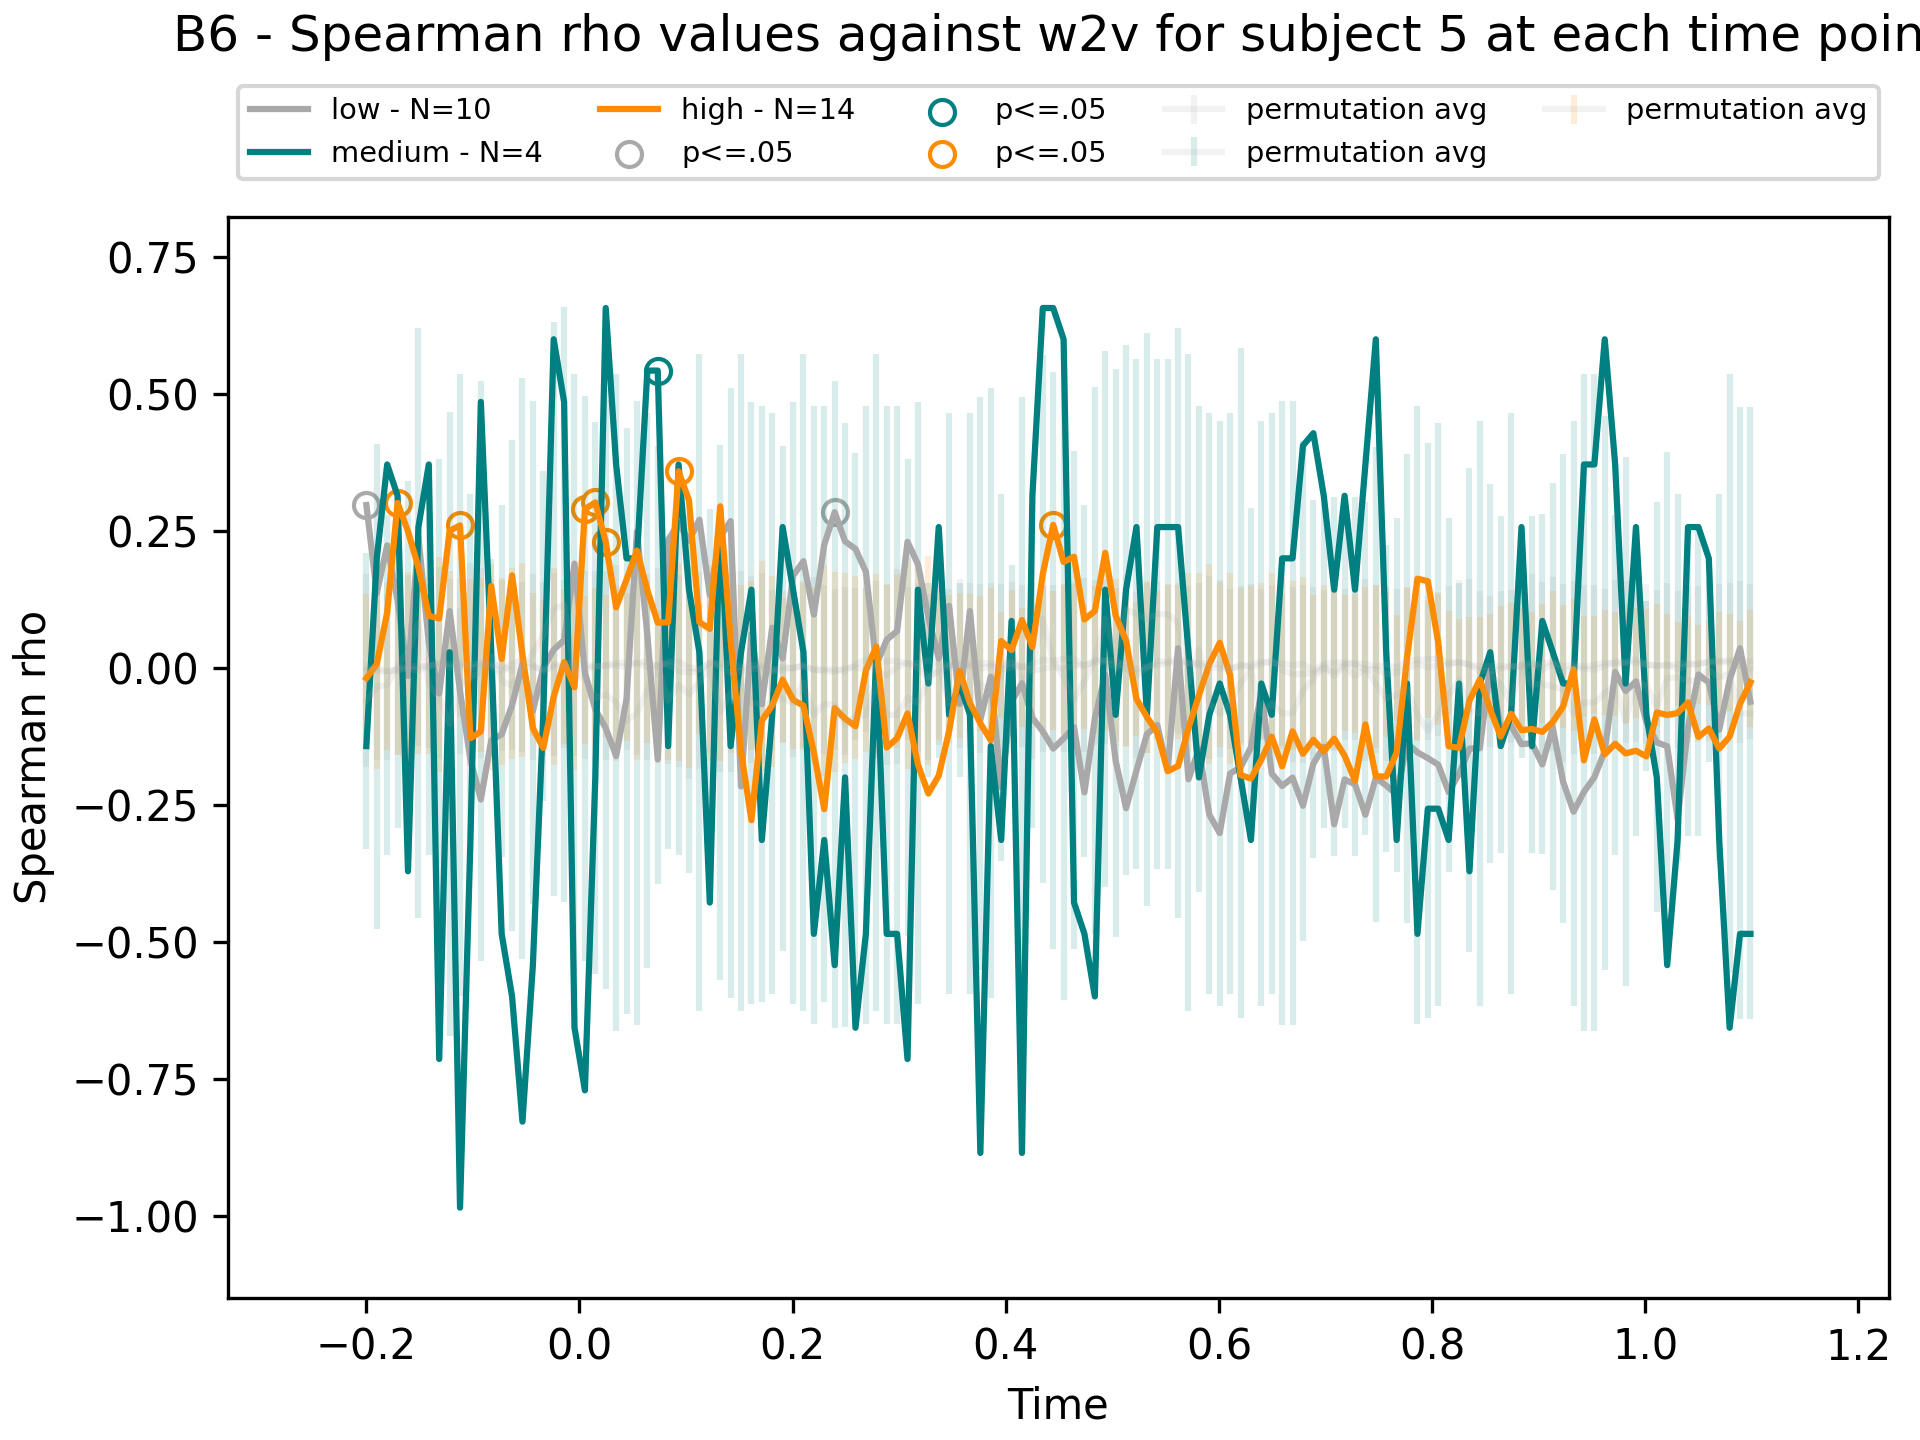 B6 - Spearman rho values against w2v for subject 5 at each time poin
low - N=10
medium - N=4
high - N=14
p<=.05
p<=.05
p<=.05
permutation avg
permutation avg
permutation avg
0.75
0.50
0.25
0.00
−0.25
−0.50
−0.75
−1.00
Spearman rho
−0.2 0.0 0.2 0.4 0.6 0.8 1.0 1.2
Time